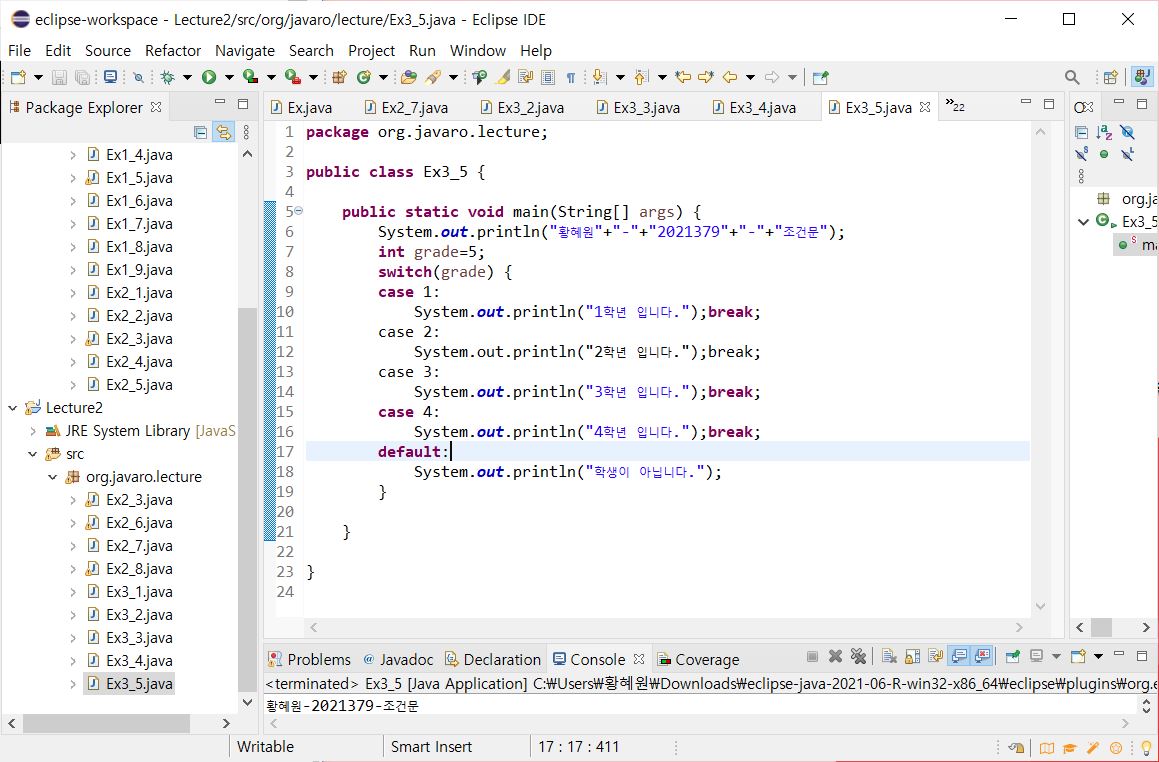 eclipse-workspace - Lecture2/src/org/javaro/lecture/Ex3_5.java - Eclipse IDE
File Edit Source Refactor Navigate Search Project Run Window Help
Package Explorer
Ex1_4.java
Ex1_5.java
Ex1_6.java
Ex1_7.java
Ex1_8.java
Ex1_9.java
Ex2_1.java
Ex2_2.java
Ex2_3.java
Ex2_4.java
Ex2_5.java
Lecture2
JRE System Library [JavaS
src
org.javaro.lecture
Ex2_3.java
Ex2_6.java
Ex2_7.java
Ex2_8.java
Ex3_1.java
Ex3_2.java
Ex3_3.java
Ex3_4.java
Ex3_5.java
Ex.java Ex2_7.java Ex3_2.java Ex3_3.java Ex3_4.java Ex3_5.java »22
1 package org.javaro.lecture;
2
3 public class Ex3_5 {
4
5 public static void main(String[] args) {
6 System.out.println("황혜원"+"-"+"2021379"+"-"+"조건문");
7 int grade=5;
8 switch(grade) {
9 case 1:
10 System.out.println("1학년 입니다.");break;
11 case 2:
12 System.out.println("2학년 입니다.");break;
13 case 3:
14 System.out.println("3학년 입니다.");break;
15 case 4:
16 System.out.println("4학년 입니다.");break;
17 default:
18 System.out.println("학생이 아닙니다.");
19 }
20
21 }
22
23 }
24
org.ja
Ex3_5
ma
Problems Javadoc Declaration Console Coverage
<terminated> Ex3_5 [Java Application] C:₩Users₩황혜원₩Downloads₩eclipse-java-2021-06-R-win32-x86_64₩eclipse₩plugins₩org.e
황혜원-2021379-조건문
Writable Smart Insert 17 : 17 : 411